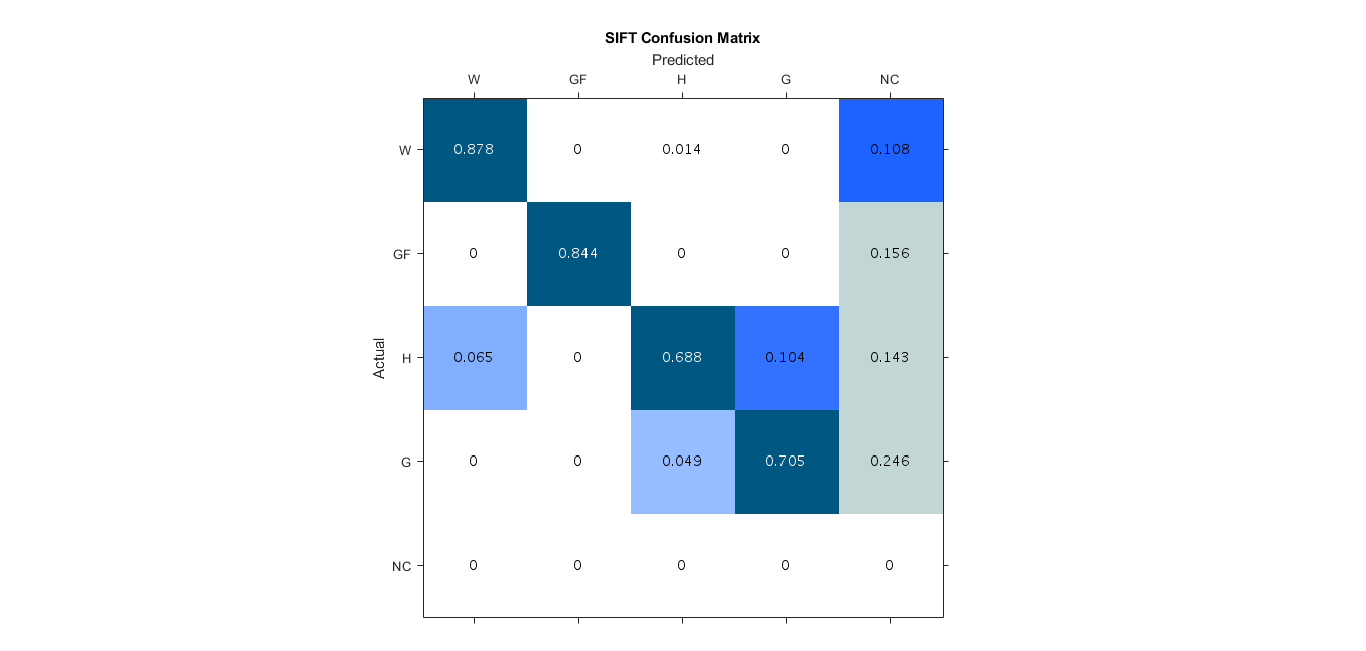 SIFT Confusion Matrix
Predicted
W GF H G NC
W 0.878 0 0.014 0 0.108
GF 0 0.844 0 0 0.156
Actual
H 0.065 0 0.688 0.104 0.143
G 0 0 0.049 0.705 0.246
NC 0 0 0 0 0